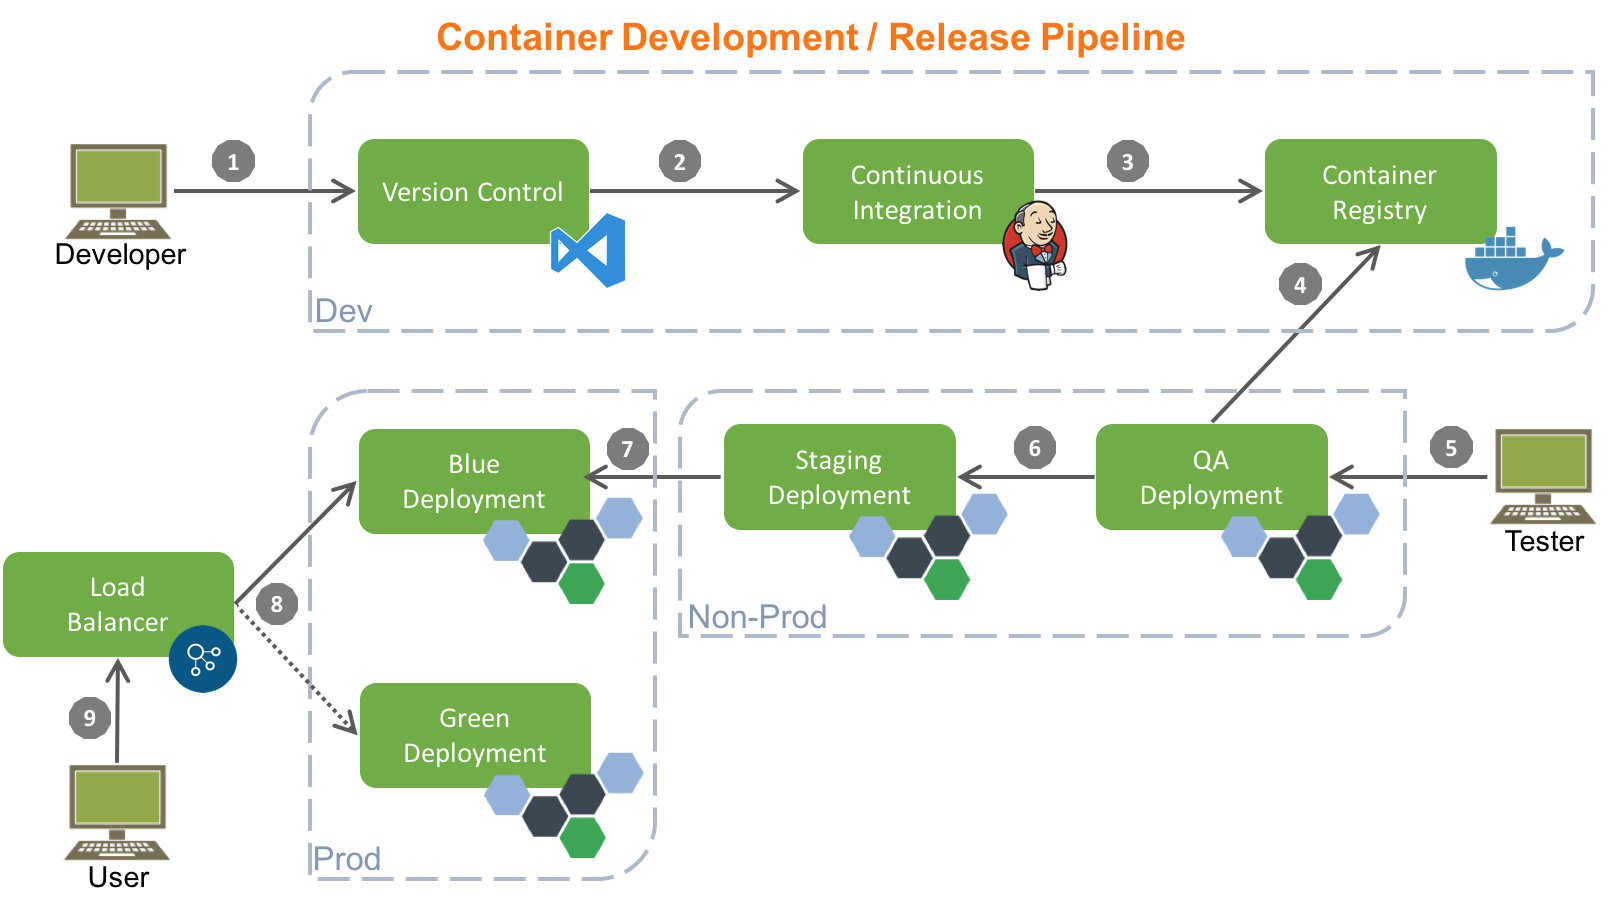 Container Development / Release Pipeline
1
2
3
Version Control
Continuous
Integration
Container
Registry
Developer
4
Dev
7
6
5
Blue
Deployment
Staging
Deployment
QA
Deployment
Tester
Load
Balancer
8
Non-Prod
9
Green
Deployment
Prod
User